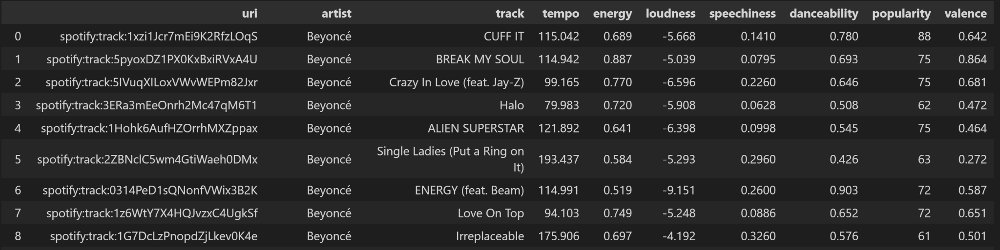 uri artist track tempo energy loudness speechiness danceability popularity valence
0 spotify:track:1xzi1Jcr7mEi9K2RfzLOqS Beyoncé CUFF IT 115.042 0.689 -5.668 0.1410 0.780 88 0.642
1 spotify:track:5pyoxDZ1PX0KxBxiRVxA4U Beyoncé BREAK MY SOUL 114.942 0.887 -5.039 0.0795 0.693 75 0.864
2 spotify:track:5IVuqXILoxVWvWEPm82Jxr Beyoncé Crazy In Love (feat. Jay-Z) 99.165 0.770 -6.596 0.2260 0.646 75 0.681
3 spotify:track:3ERa3mEeOnrh2Mc47qM6T1 Beyoncé Halo 79.983 0.720 -5.908 0.0628 0.508 62 0.472
4 spotify:track:1Hohk6AufHZOrrhMXZppax Beyoncé ALIEN SUPERSTAR 121.892 0.641 -6.398 0.0998 0.545 75 0.464
Single Ladies (Put a Ring on
5 spotify:track:2ZBNclC5wm4GtiWaeh0DMx Beyoncé 193.437 0.584 -5.293 0.2960 0.426 63 0.272
It)
6 spotify:track:0314PeD1sQNonfVWix3B2K Beyoncé ENERGY (feat. Beam) 114.991 0.519 -9.151 0.2600 0.903 72 0.587
7 spotify:track:1z6WtY7X4HQJvzxC4UgkSf Beyoncé Love On Top 94.103 0.749 -5.248 0.0886 0.652 72 0.651
8 spotify:track:1G7DcLzPnopdZjLkev0K4e Beyoncé Irreplaceable 175.906 0.697 -4.192 0.3260 0.576 61 0.501